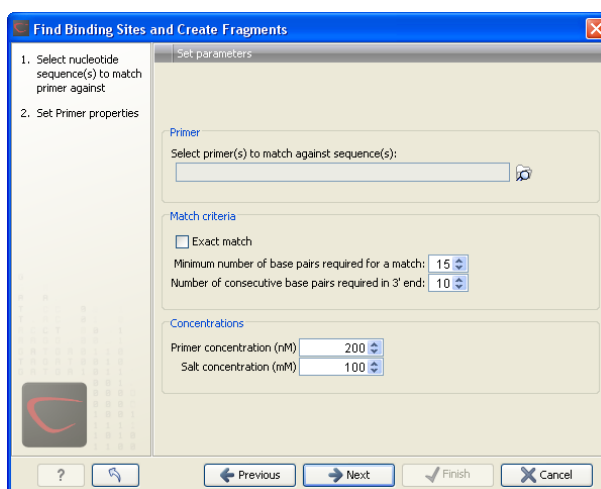 Find Binding Sites and Create Fragments
1. Select nucleotide
sequence(s) to match
primer against
2. Set Primer properties
Set parameters
Primer
Select primer(s) to match against sequence(s):
Match criteria
Exact match
Minimum number of base pairs required for a match: 15
Number of consecutive base pairs required in 3' end: 10
Concentrations
Primer concentration (nM) 200
Salt concentration (mM) 100
? Previous Next Finish Cancel